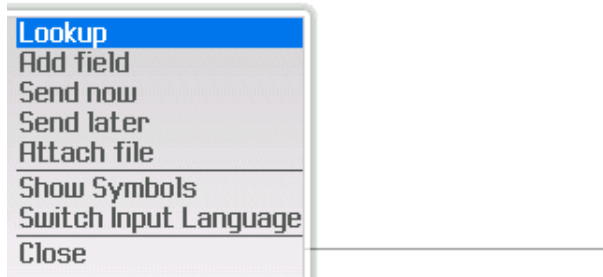 Lookup
Add field
Send now
Send later
Attach file
Show Symbols
Switch Input Language
Close